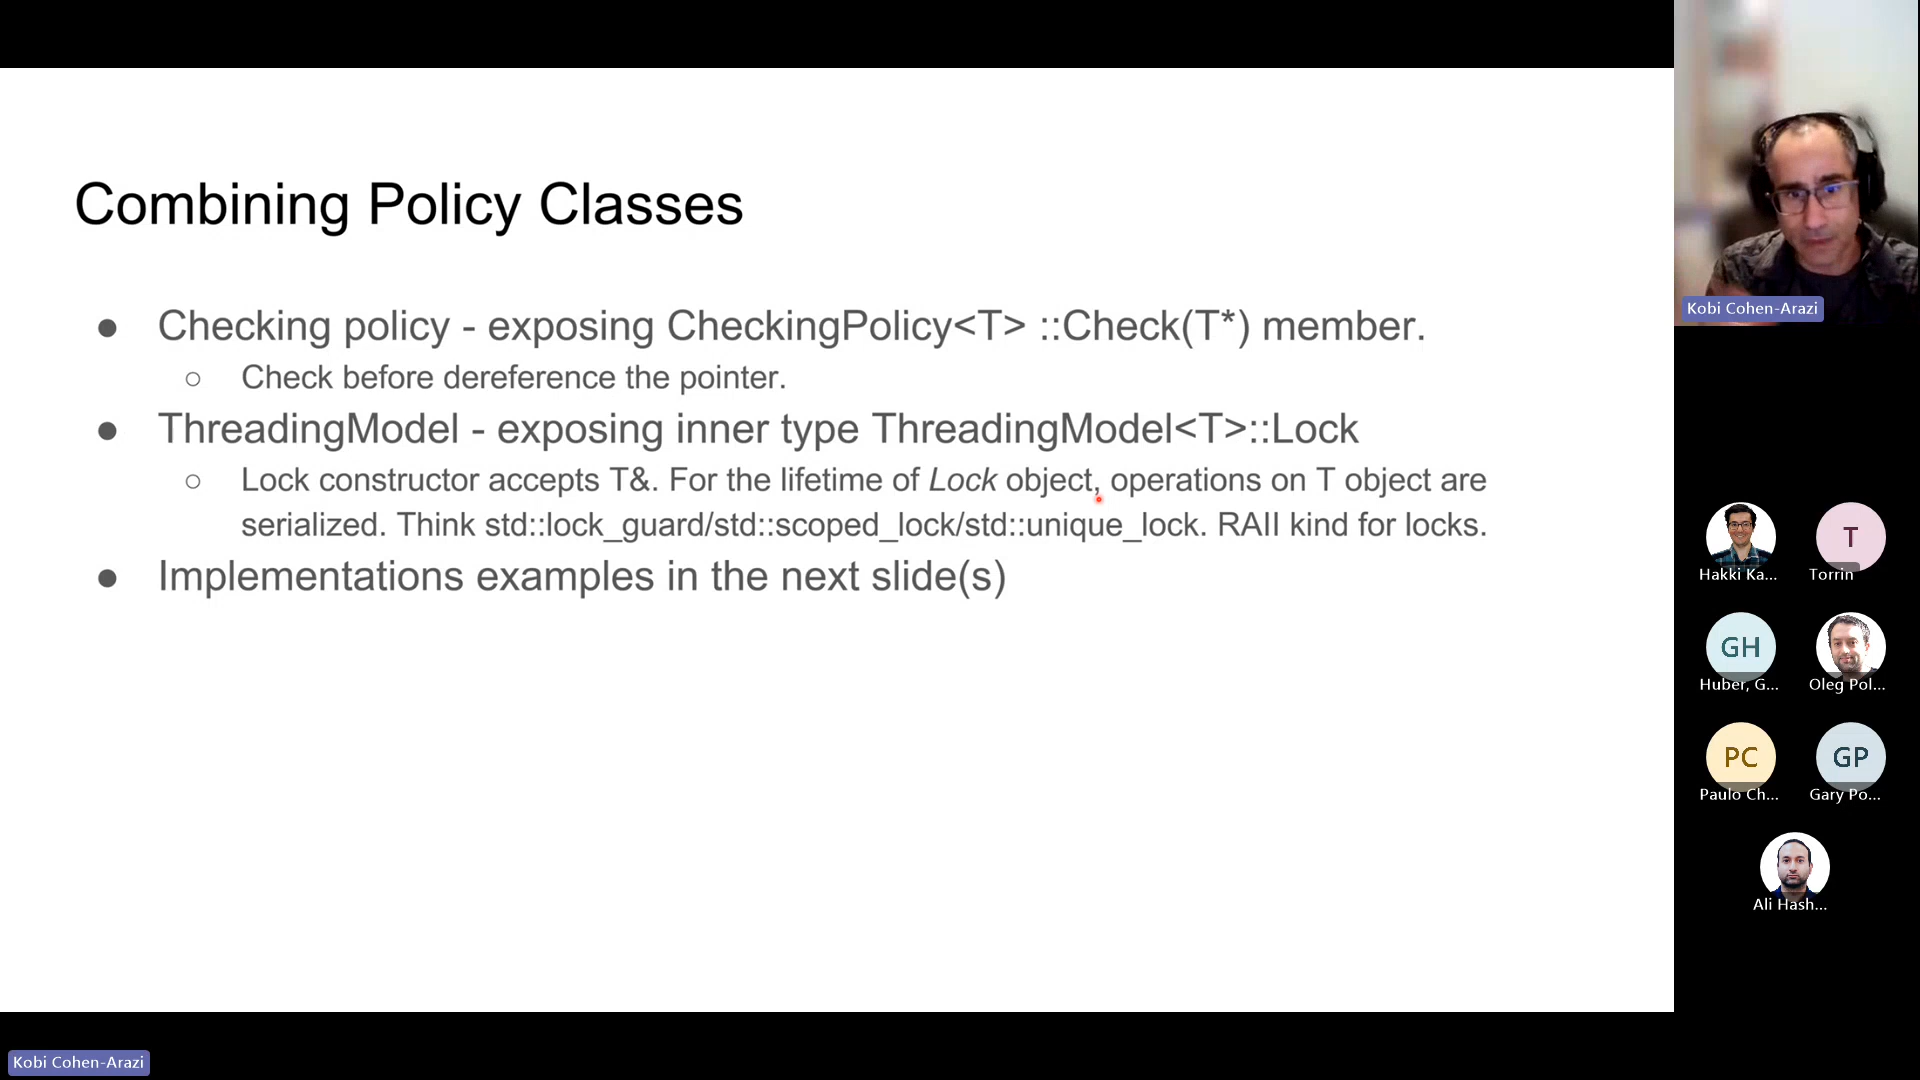 Combining Policy Classes
● Checking policy - exposing CheckingPolicy<T> ::Check(T*) member.
○ Check before dereference the pointer.
● ThreadingModel - exposing inner type ThreadingModel<T>::Lock
○ Lock constructor accepts T&. For the lifetime of Lock object, operations on T object are
serialized. Think std::lock_guard/std::scoped_lock/std::unique_lock. RAII kind for locks.
● Implementations examples in the next slide(s)
Kobi Cohen-Arazi
Hakki Ka...
T
Torrin
GH
Huber, G...
Oleg Pol...
PC
Paulo Ch...
GP
Gary Po...
Ali Hash...
Kobi Cohen-Arazi